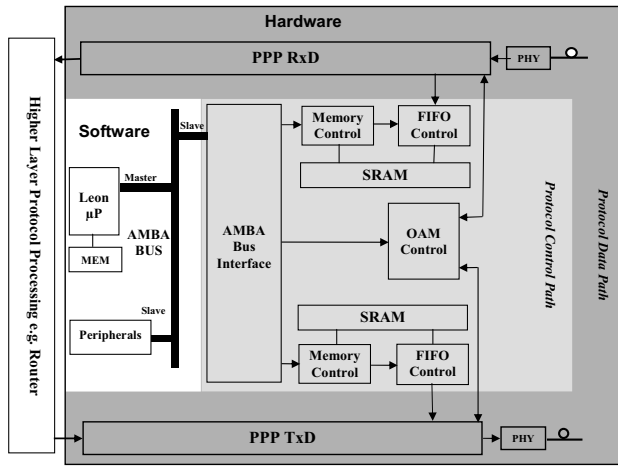 Hardware
PPP RxD
PHY
Higher Layer Protocol Processing e.g. Router
Software
Slave
Memory
Control
FIFO
Control
SRAM
Master
Leon
µP
MEM
AMBA
BUS
AMBA
Bus
Interface
OAM
Control
Protocol Control Path
Protocol Data Path
Slave
Peripherals
SRAM
Memory
Control
FIFO
Control
PPP TxD
PHY